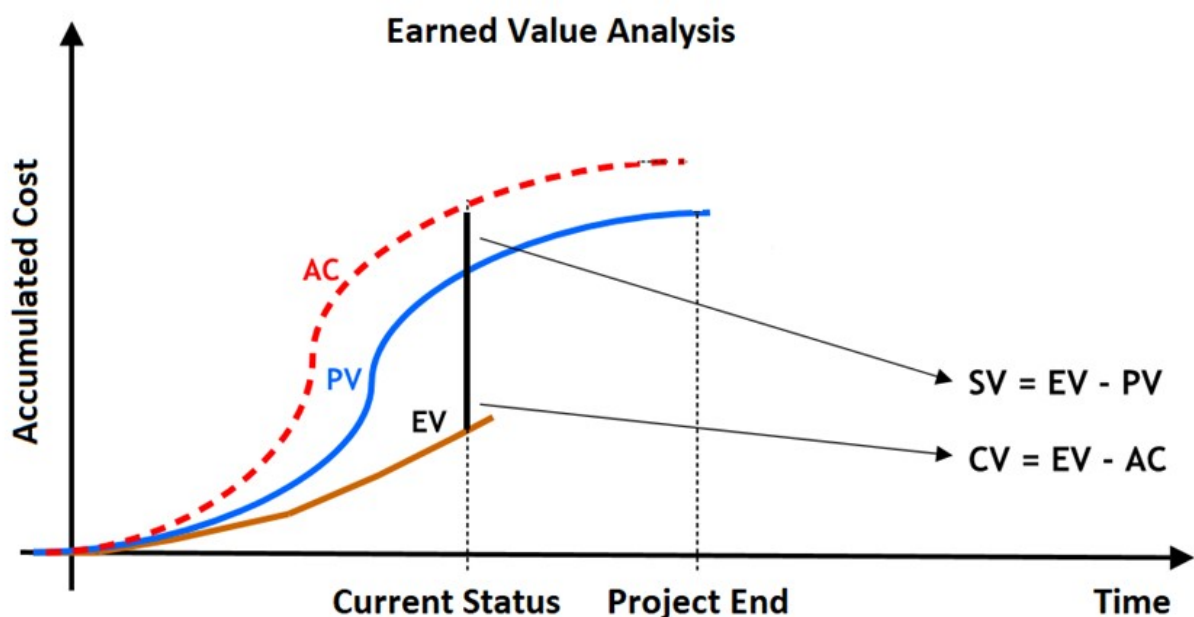 Earned Value Analysis
Accumulated Cost
AC
PV
EV
SV = EV - PV
CV = EV - AC
Current Status
Project End
Time